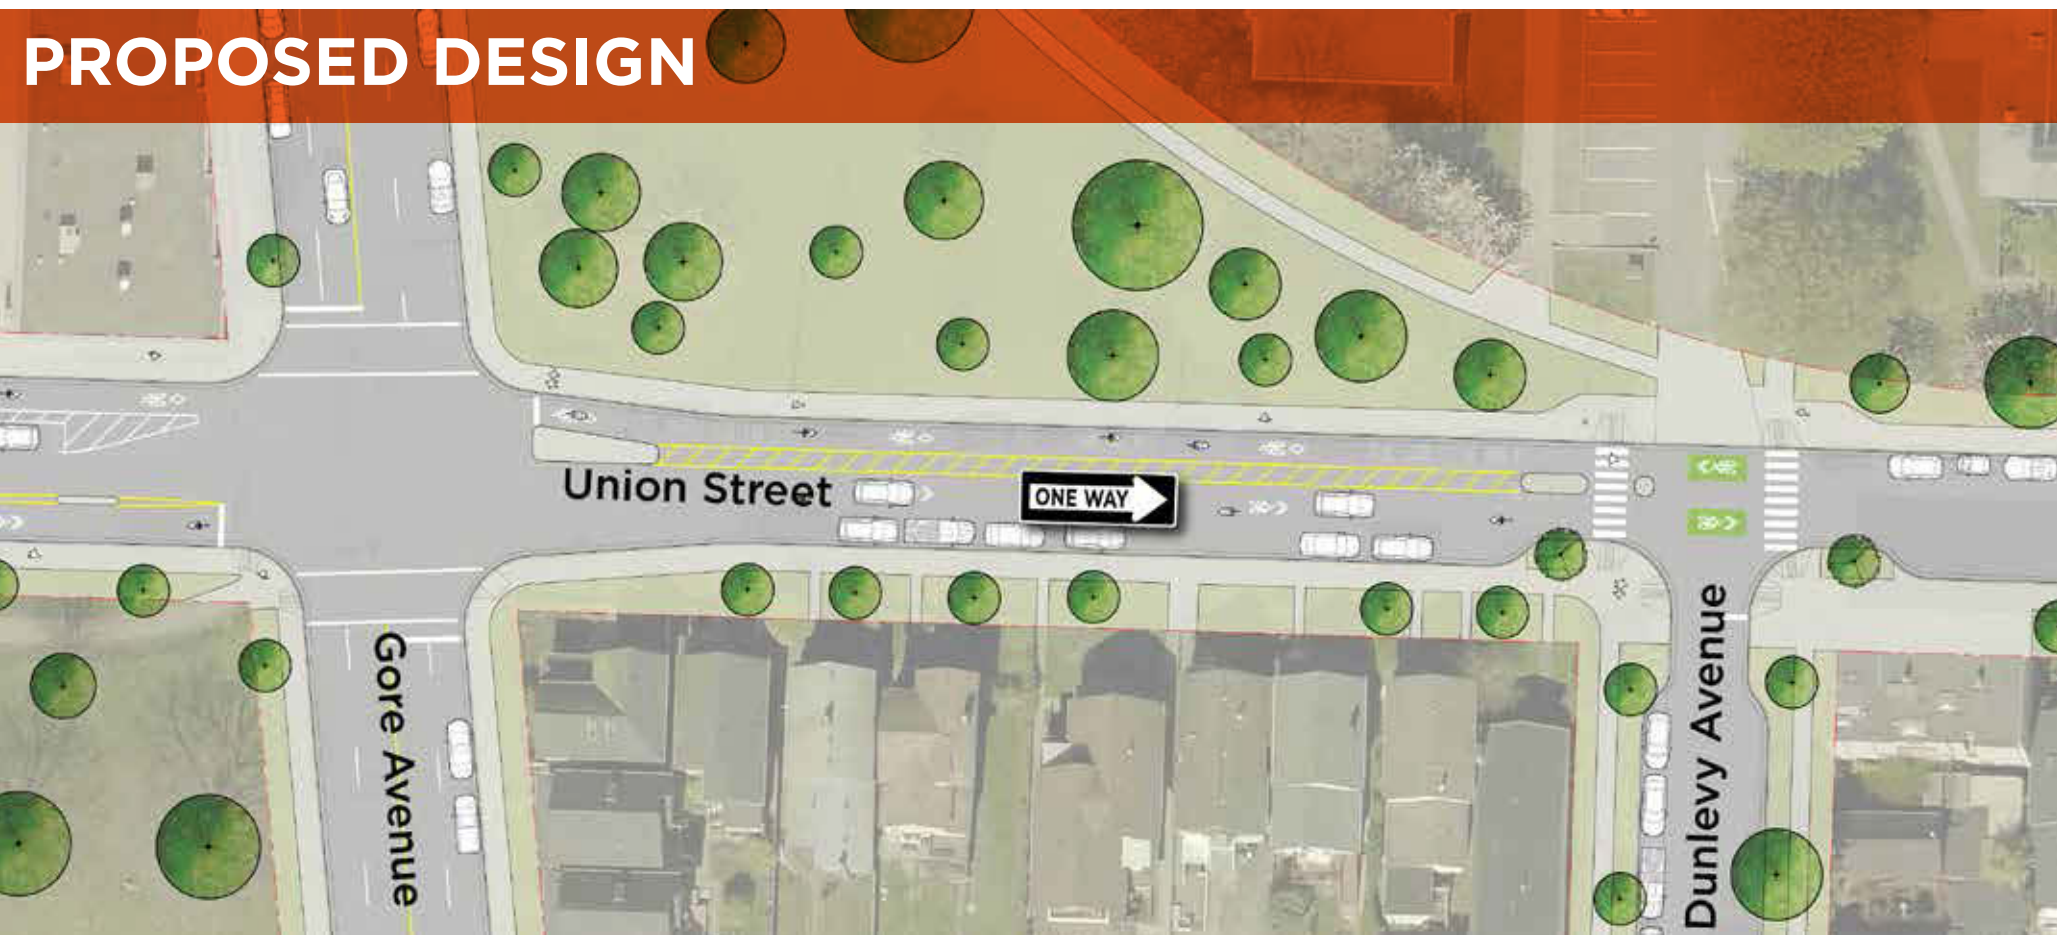 PROPOSED DESIGN
Union Street
ONE WAY
Gore Avenue
Dunlevy Avenue